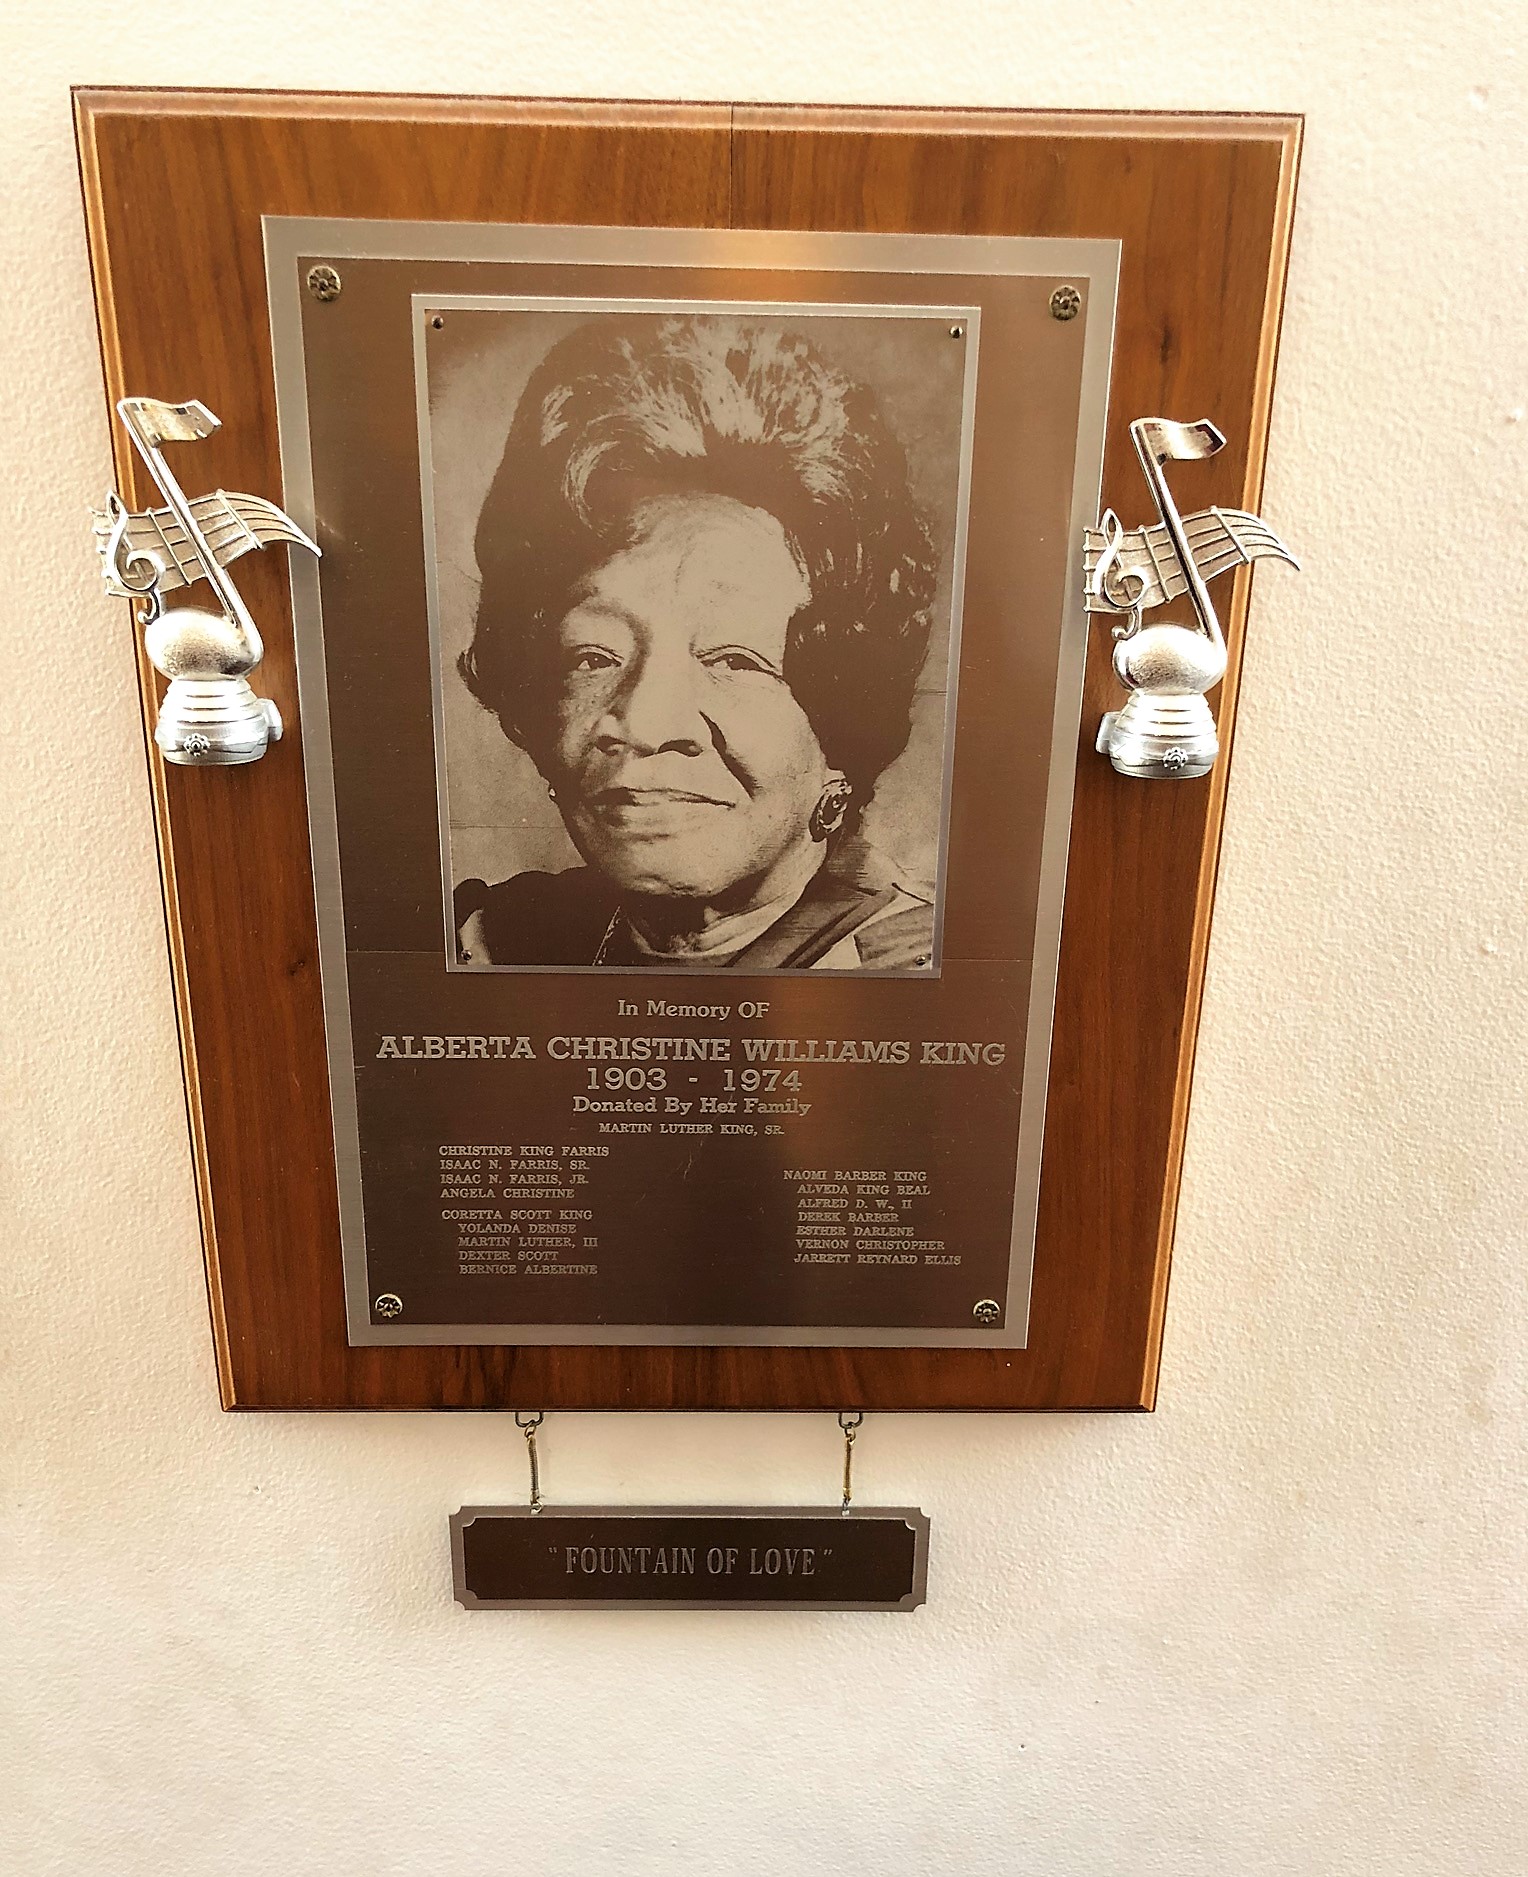 In Memory OF
ALBERTA CHRISTINE WILLIAMS KING
1903 - 1974
Donated By Her Family
MARTIN LUTHER KING, SR.
CHRISTINE KING FARRIS
ISAAC N. FARRIS, SR.
ISAAC N. FARRIS, JR.
ANGELA CHRISTINE
CORETTA SCOTT KING
YOLANDA DENISE
MARTIN LUTHER, III
DEXTER SCOTT
BERNICE ALBERTINE
NAOMI BARBER KING
ALVEDA KING BEAL
ALFRED D. W., II
DEREK BARBER
ESTHER DARLENE
VERNON CHRISTOPHER
JARRETT REYNARD ELLIS
"FOUNTAIN OF LOVE"